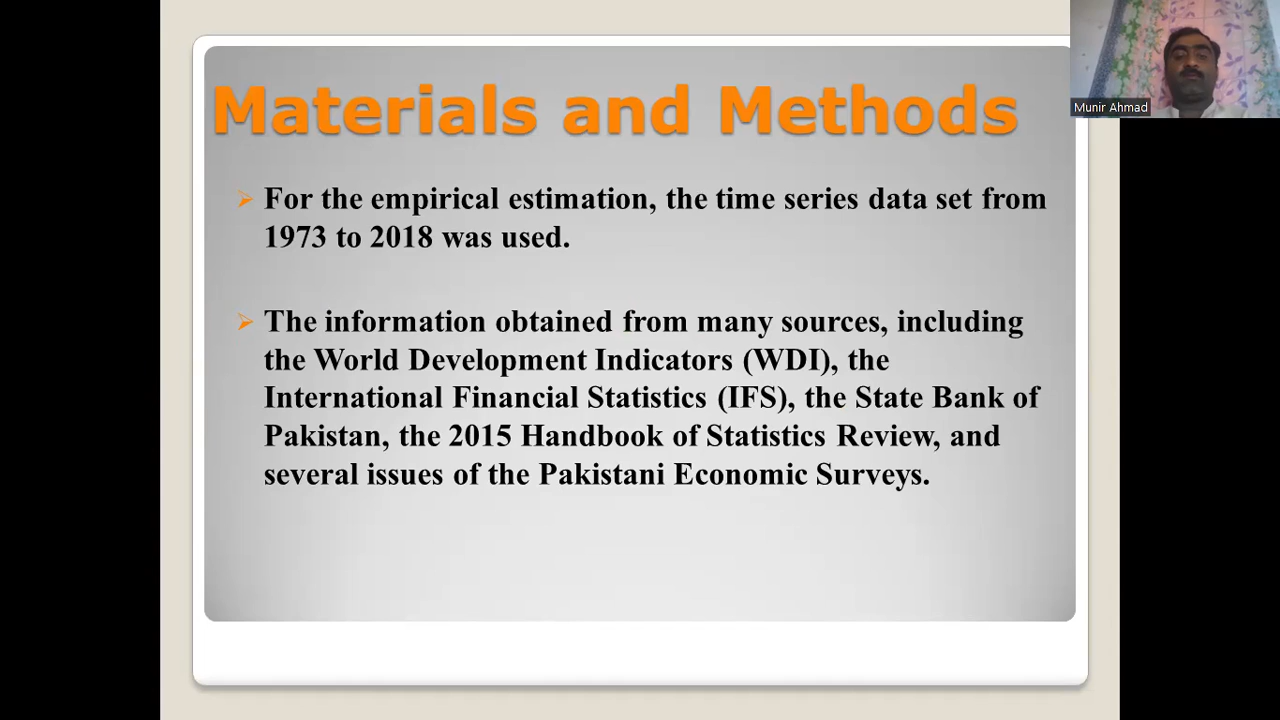 Materials and Methods
For the empirical estimation, the time series data set from
1973 to 2018 was used.
The information obtained from many sources, including
the World Development Indicators (WDI), the
International Financial Statistics (IFS), the State Bank of
Pakistan, the 2015 Handbook of Statistics Review, and
several issues of the Pakistani Economic Surveys.
Munir Ahmad